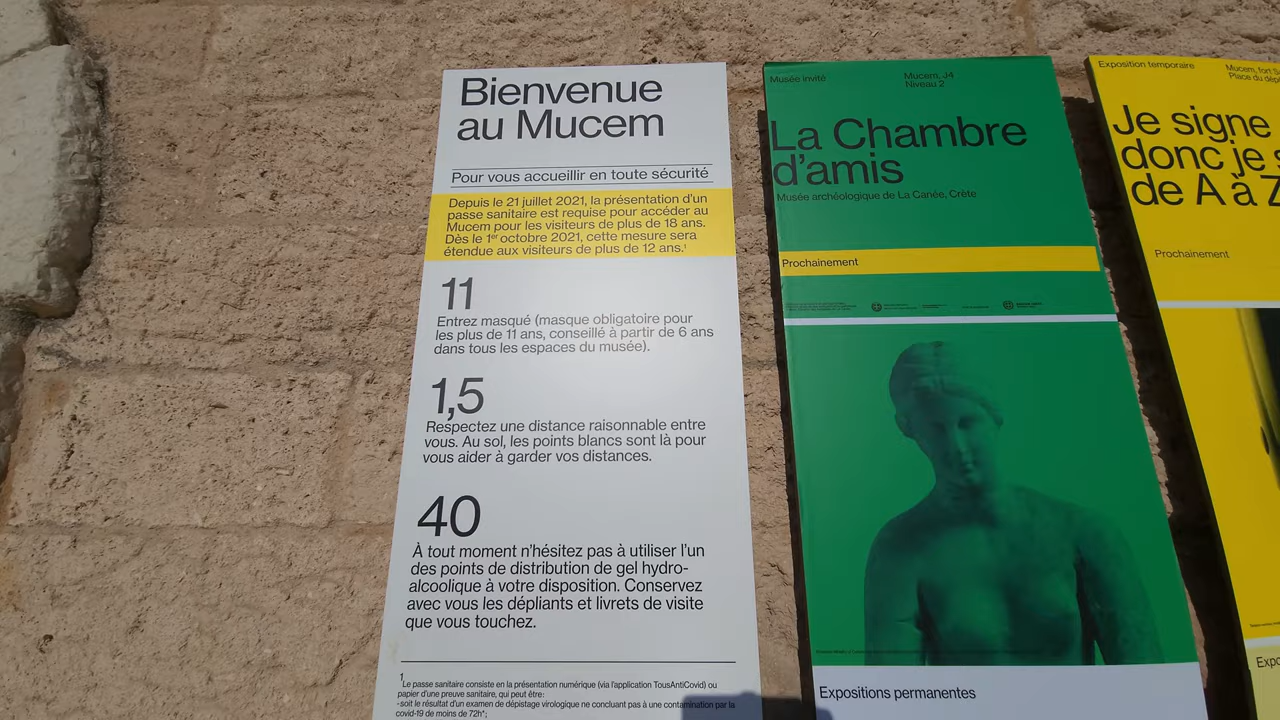 Bienvenue
au Mucem
Pour vous accueillir en toute sécurité
Depuis le 21 juillet 2021, la présentation d'un
passe sanitaire est requise pour accéder au
Mucem pour les visiteurs de plus de 18 ans.
Dès le 1er octobre 2021, cette mesure sera
étendue aux visiteurs de plus de 12 ans.¹
11
Entrez masqué (masque obligatoire pour
les plus de 11 ans, conseillé à partir de 6 ans
dans tous les espaces du musée).
1,5
Respectez une distance raisonnable entre
vous. Au sol, les points blancs sont là pour
vous aider à garder vos distances.
40
À tout moment n'hésitez pas à utiliser l'un
des points de distribution de gel hydro-
alcoolique à votre disposition. Conservez
avec vous les dépliants et livrets de visite
que vous touchez.
1
Le passe sanitaire consiste en la présentation numérique (via l'application TousAntiCovid) ou
papier d'une preuve sanitaire, qui peut être:
-soit le résultat d'un examen de dépistage virologique ne concluant pas à une contamination par la
covid-19 de moins de 72h*;
Musée invité
Mucem, J4
Niveau 2
La Chambre
d'amis
Musée archéologique de La Canée, Crète
Prochainement
Expositions permanentes
Exposition temporaire
Mucem, fort
Place du
Je signe
donc je
de A à Z
Prochainement